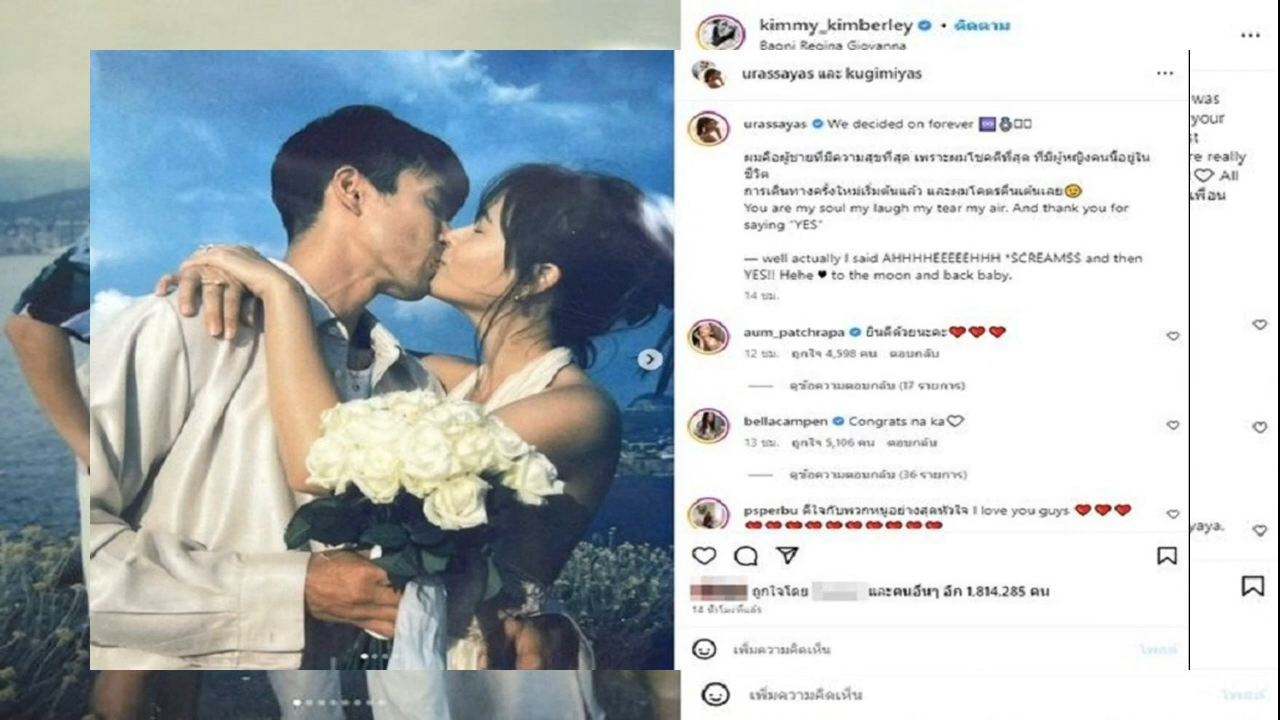 kimmy_kimberley • ติดตาม
Bagni Regina Giovanna
urassayas และ kugimiyas
urassayas We decided on forever ♾️💍
ผมคือผู้ชายที่มีความสุขที่สุด เพราะผมโชคดีที่สุด ที่มีผู้หญิงคนนี้อยู่ใน
ชีวิต
การเดินทางครั้งใหม่เริ่มต้นแล้ว และผมโคตรตื่นเต้นเลย
You are my soul my laugh my tear my air. And thank you for
saying "YES"
— well actually I said AHHHHEEEEEHHH *SCREAMSS and then
YES!! Hehe ♥ to the moon and back baby.
14 ชม.
aum_patchrapa ยินดีด้วยนะคะ❤️❤️❤️
12 ชม. ถูกใจ 4,598 คน ตอบกลับ
ดูข้อความตอบกลับ (17 รายการ)
bellacampen Congrats na ka🤍
13 ชม. ถูกใจ 5,106 คน ตอบกลับ
ดูข้อความตอบกลับ (36 รายการ)
psperbu ดีใจกับพวกหนูอย่างสุดหัวใจ I love you guys ❤️❤️❤️
❤️❤️❤️❤️❤️❤️❤️❤️❤️❤️
ถูกใจโดย และคนอื่นๆ อีก 1,814,285 คน
14 ชั่วโมงที่แล้ว
เพิ่มความคิดเห็น โพสต์
was
your
re really
🤍 All
เพื่อน
yaya.
เพิ่มความคิดเห็น โพสต์